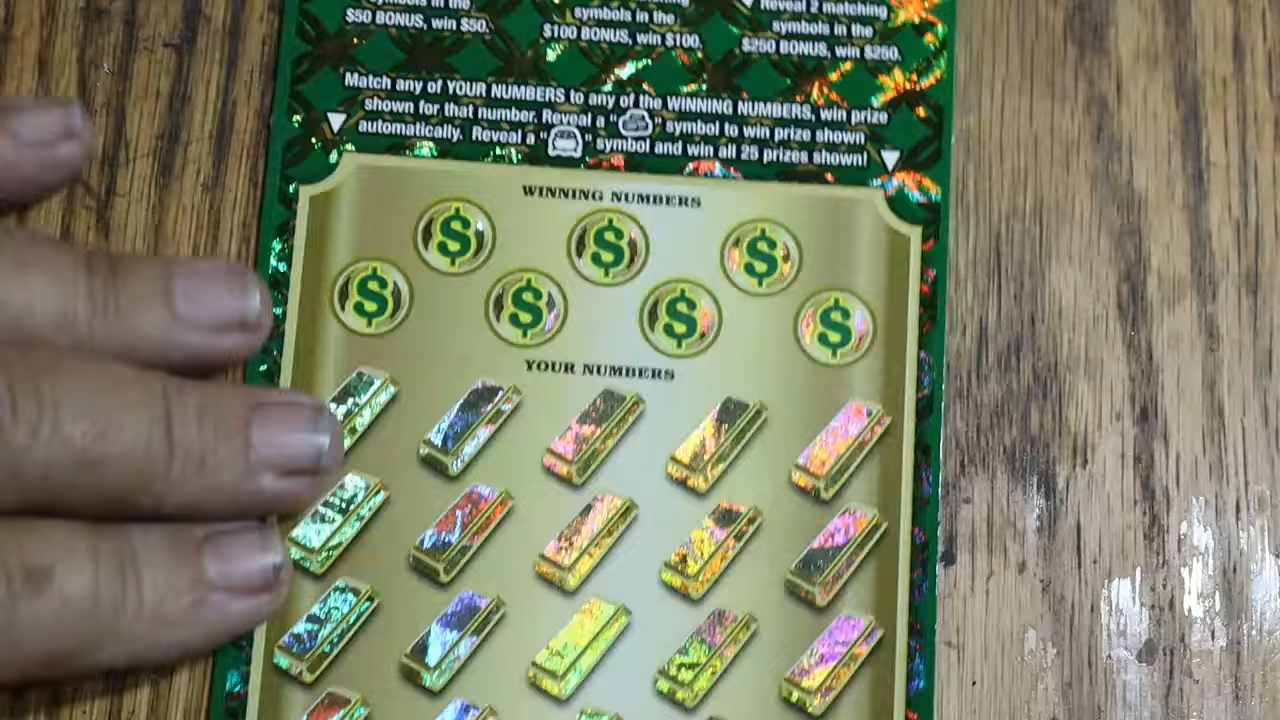 symbols in the
$50 BONUS, win $50.
symbols in the
$100 BONUS, win $100.
Reveal 2 matching
symbols in the
$250 BONUS, win $250.
Match any of YOUR NUMBERS to any of the WINNING NUMBERS, win prize
shown for that number. Reveal a " " symbol to win prize shown
automatically. Reveal a " " symbol and win all 25 prizes shown!
WINNING NUMBERS
$ $ $
$ $ $ $
YOUR NUMBERS